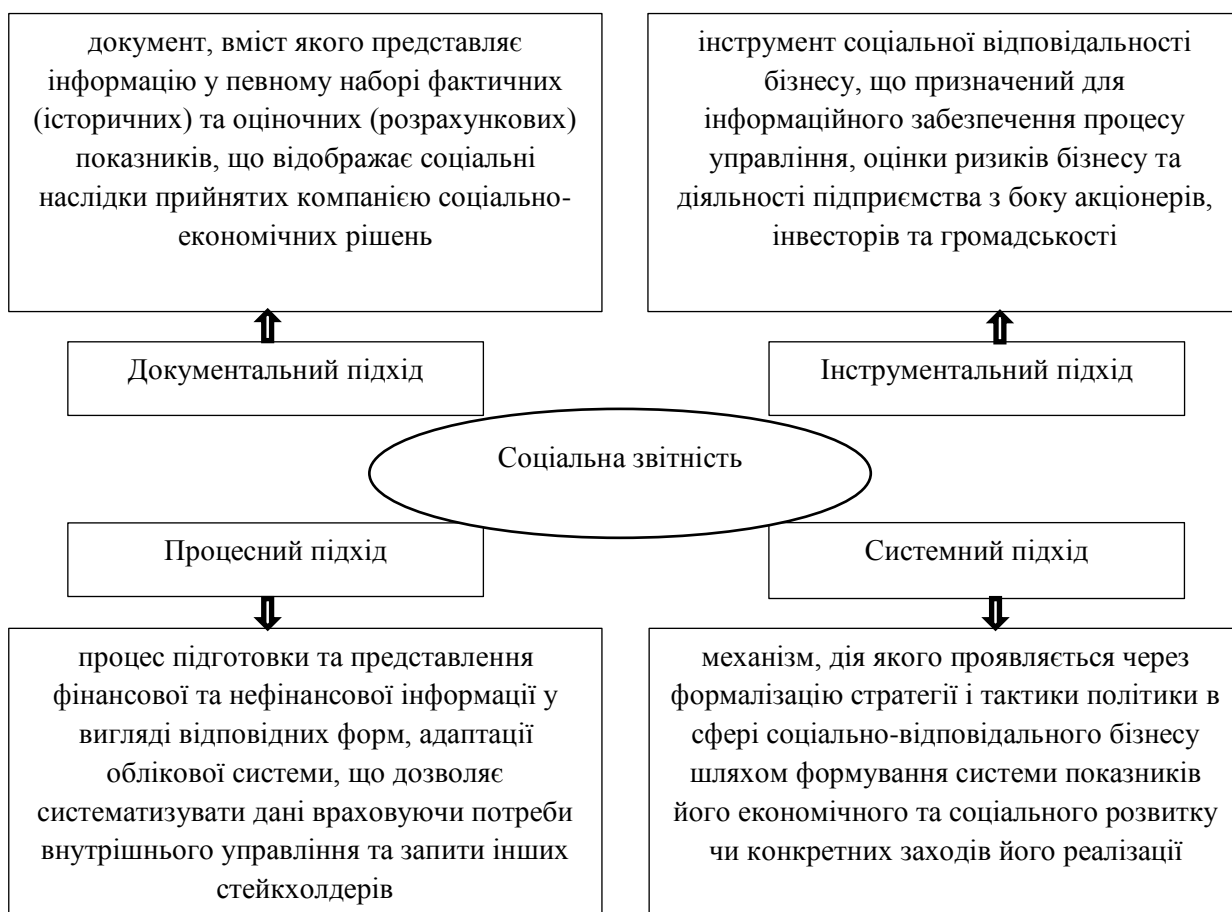 документ, вміст якого представляє
інформацію у певному наборі фактичних
(історичних) та оціночних (розрахункових)
показників, що відображає соціальні
наслідки прийнятих компанією соціально-
економічних рішень
інструмент соціальної відповідальності
бізнесу, що призначений для
інформаційного забезпечення процесу
управління, оцінки ризиків бізнесу та
діяльності підприємства з боку акціонерів,
інвесторів та громадськості
Документальний підхід
Інструментальний підхід
Соціальна звітність
Процесний підхід
Системний підхід
процес підготовки та представлення
фінансової та нефінансової інформації у
вигляді відповідних форм, адаптації
облікової системи, що дозволяє
систематизувати дані враховуючи потреби
внутрішнього управління та запити інших
стейкхолдерів
механізм, дія якого проявляється через
формалізацію стратегії і тактики політики в
сфері соціально-відповідального бізнесу
шляхом формування системи показників
його економічного та соціального розвитку
чи конкретних заходів його реалізації